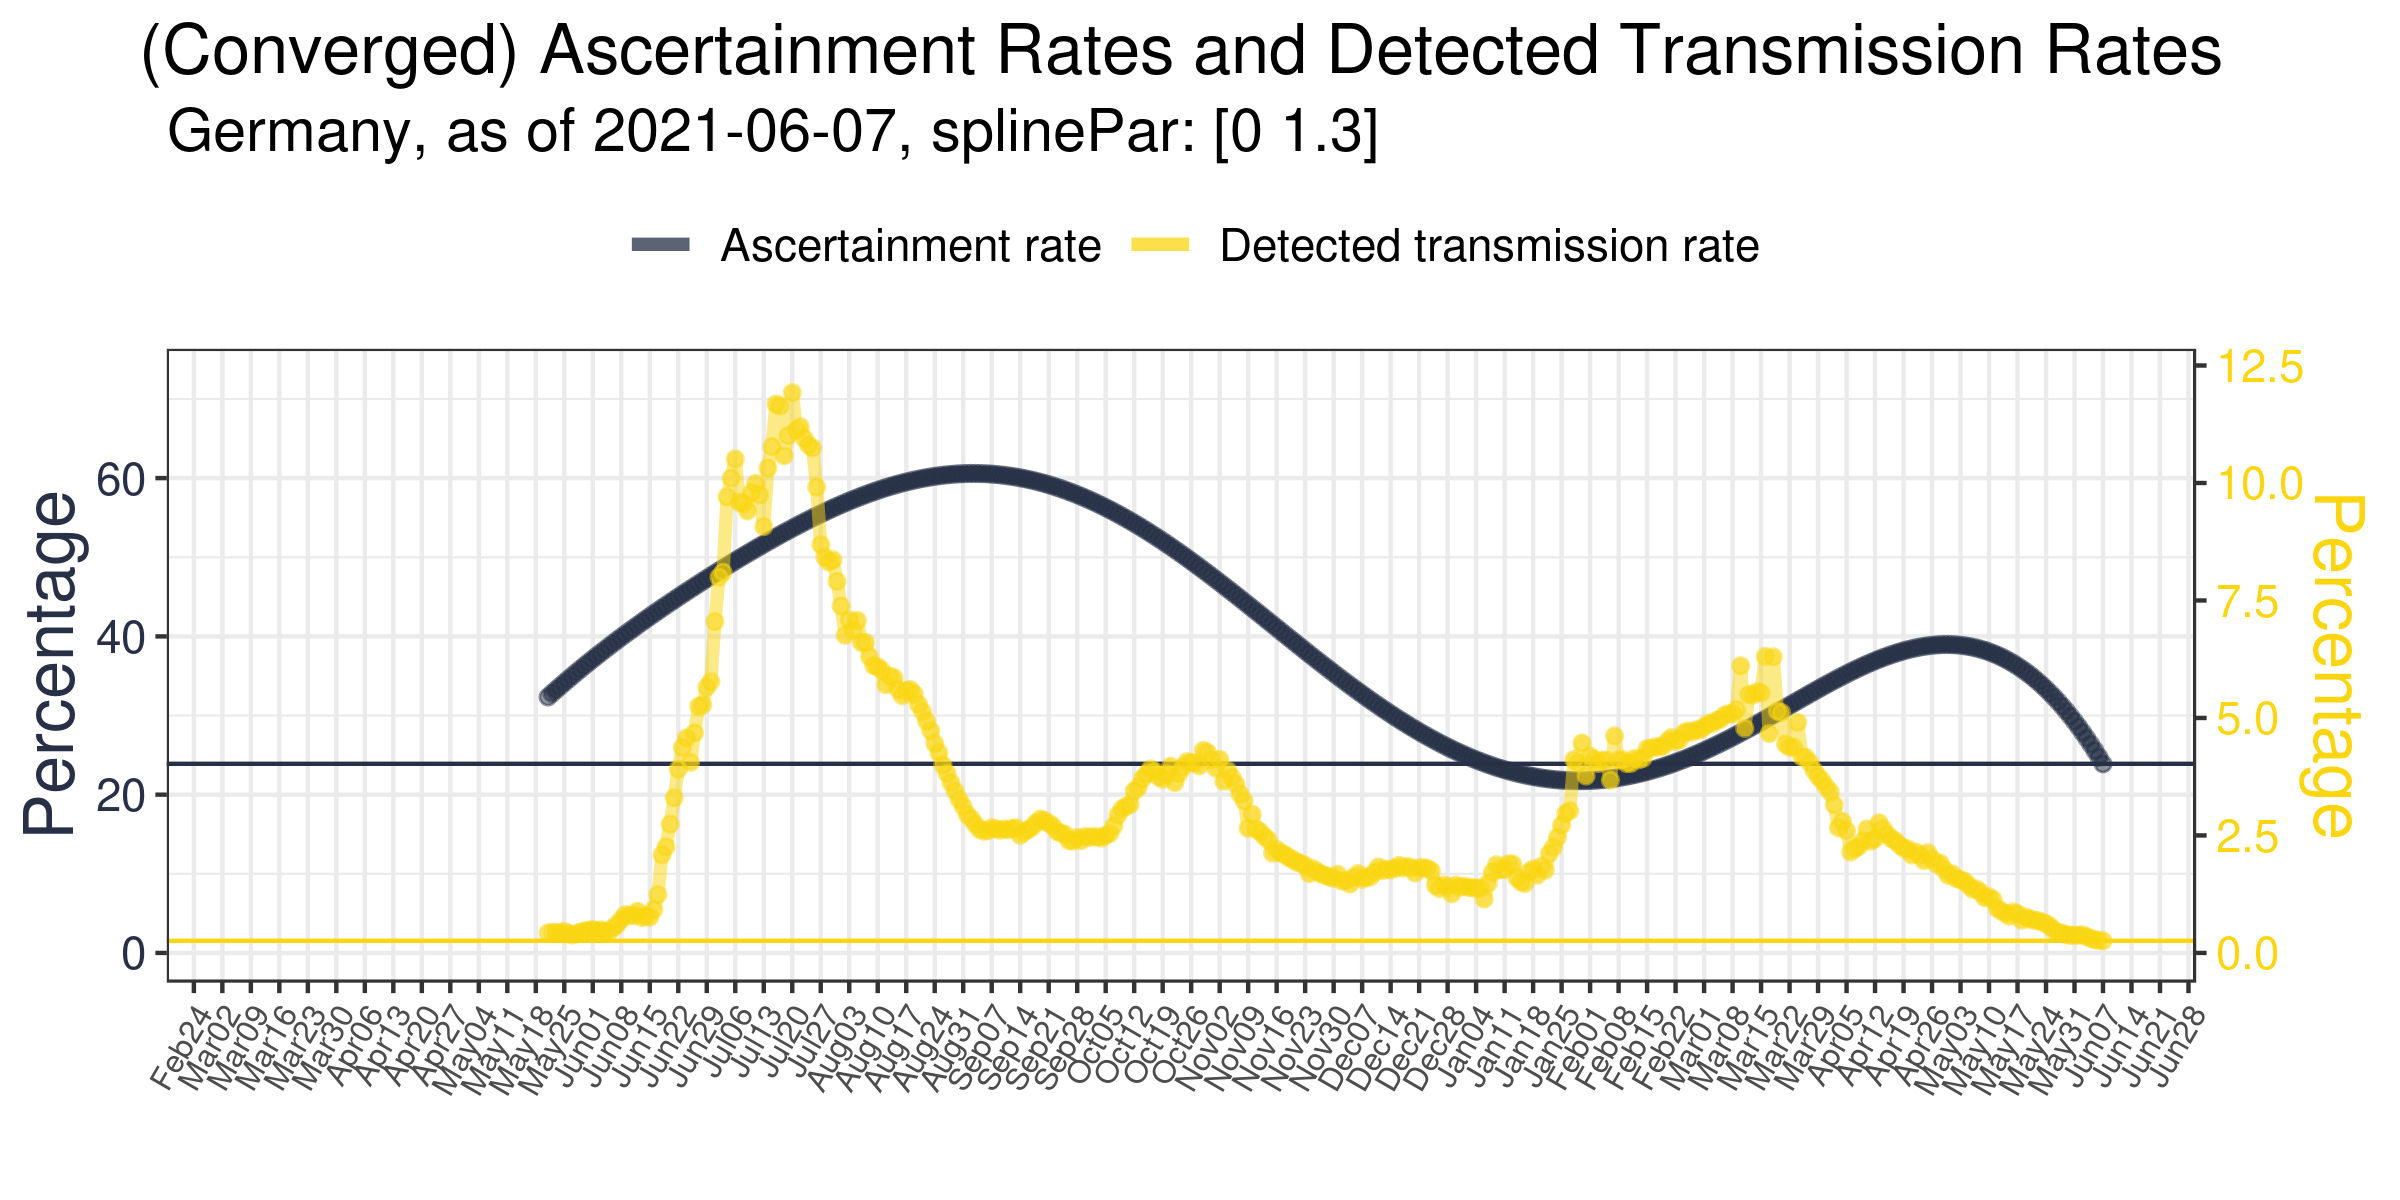 (Converged) Ascertainment Rates and Detected Transmission Rates
Germany, as of 2021-06-07, splinePar: [0 1.3]
Ascertainment rate
Detected transmission rate
Percentage
60
40
20
0
12.5
10.0
7.5
5.0
2.5
0.0
Percentage
Feb24
Mar02
Mar09
Mar16
Mar23
Mar30
Apr06
Apr13
Apr20
Apr27
May04
May11
May18
May25
Jun01
Jun08
Jun15
Jun22
Jun29
Jul06
Jul13
Jul20
Jul27
Aug03
Aug10
Aug17
Aug24
Aug31
Sep07
Sep14
Sep21
Sep28
Oct05
Oct12
Oct19
Oct26
Nov02
Nov09
Nov16
Nov23
Nov30
Dec07
Dec14
Dec21
Dec28
Jan04
Jan11
Jan18
Jan25
Feb01
Feb08
Feb15
Feb22
Mar01
Mar08
Mar15
Mar22
Mar29
Apr05
Apr12
Apr19
Apr26
May03
May10
May17
May24
May31
Jun07
Jun14
Jun21
Jun28